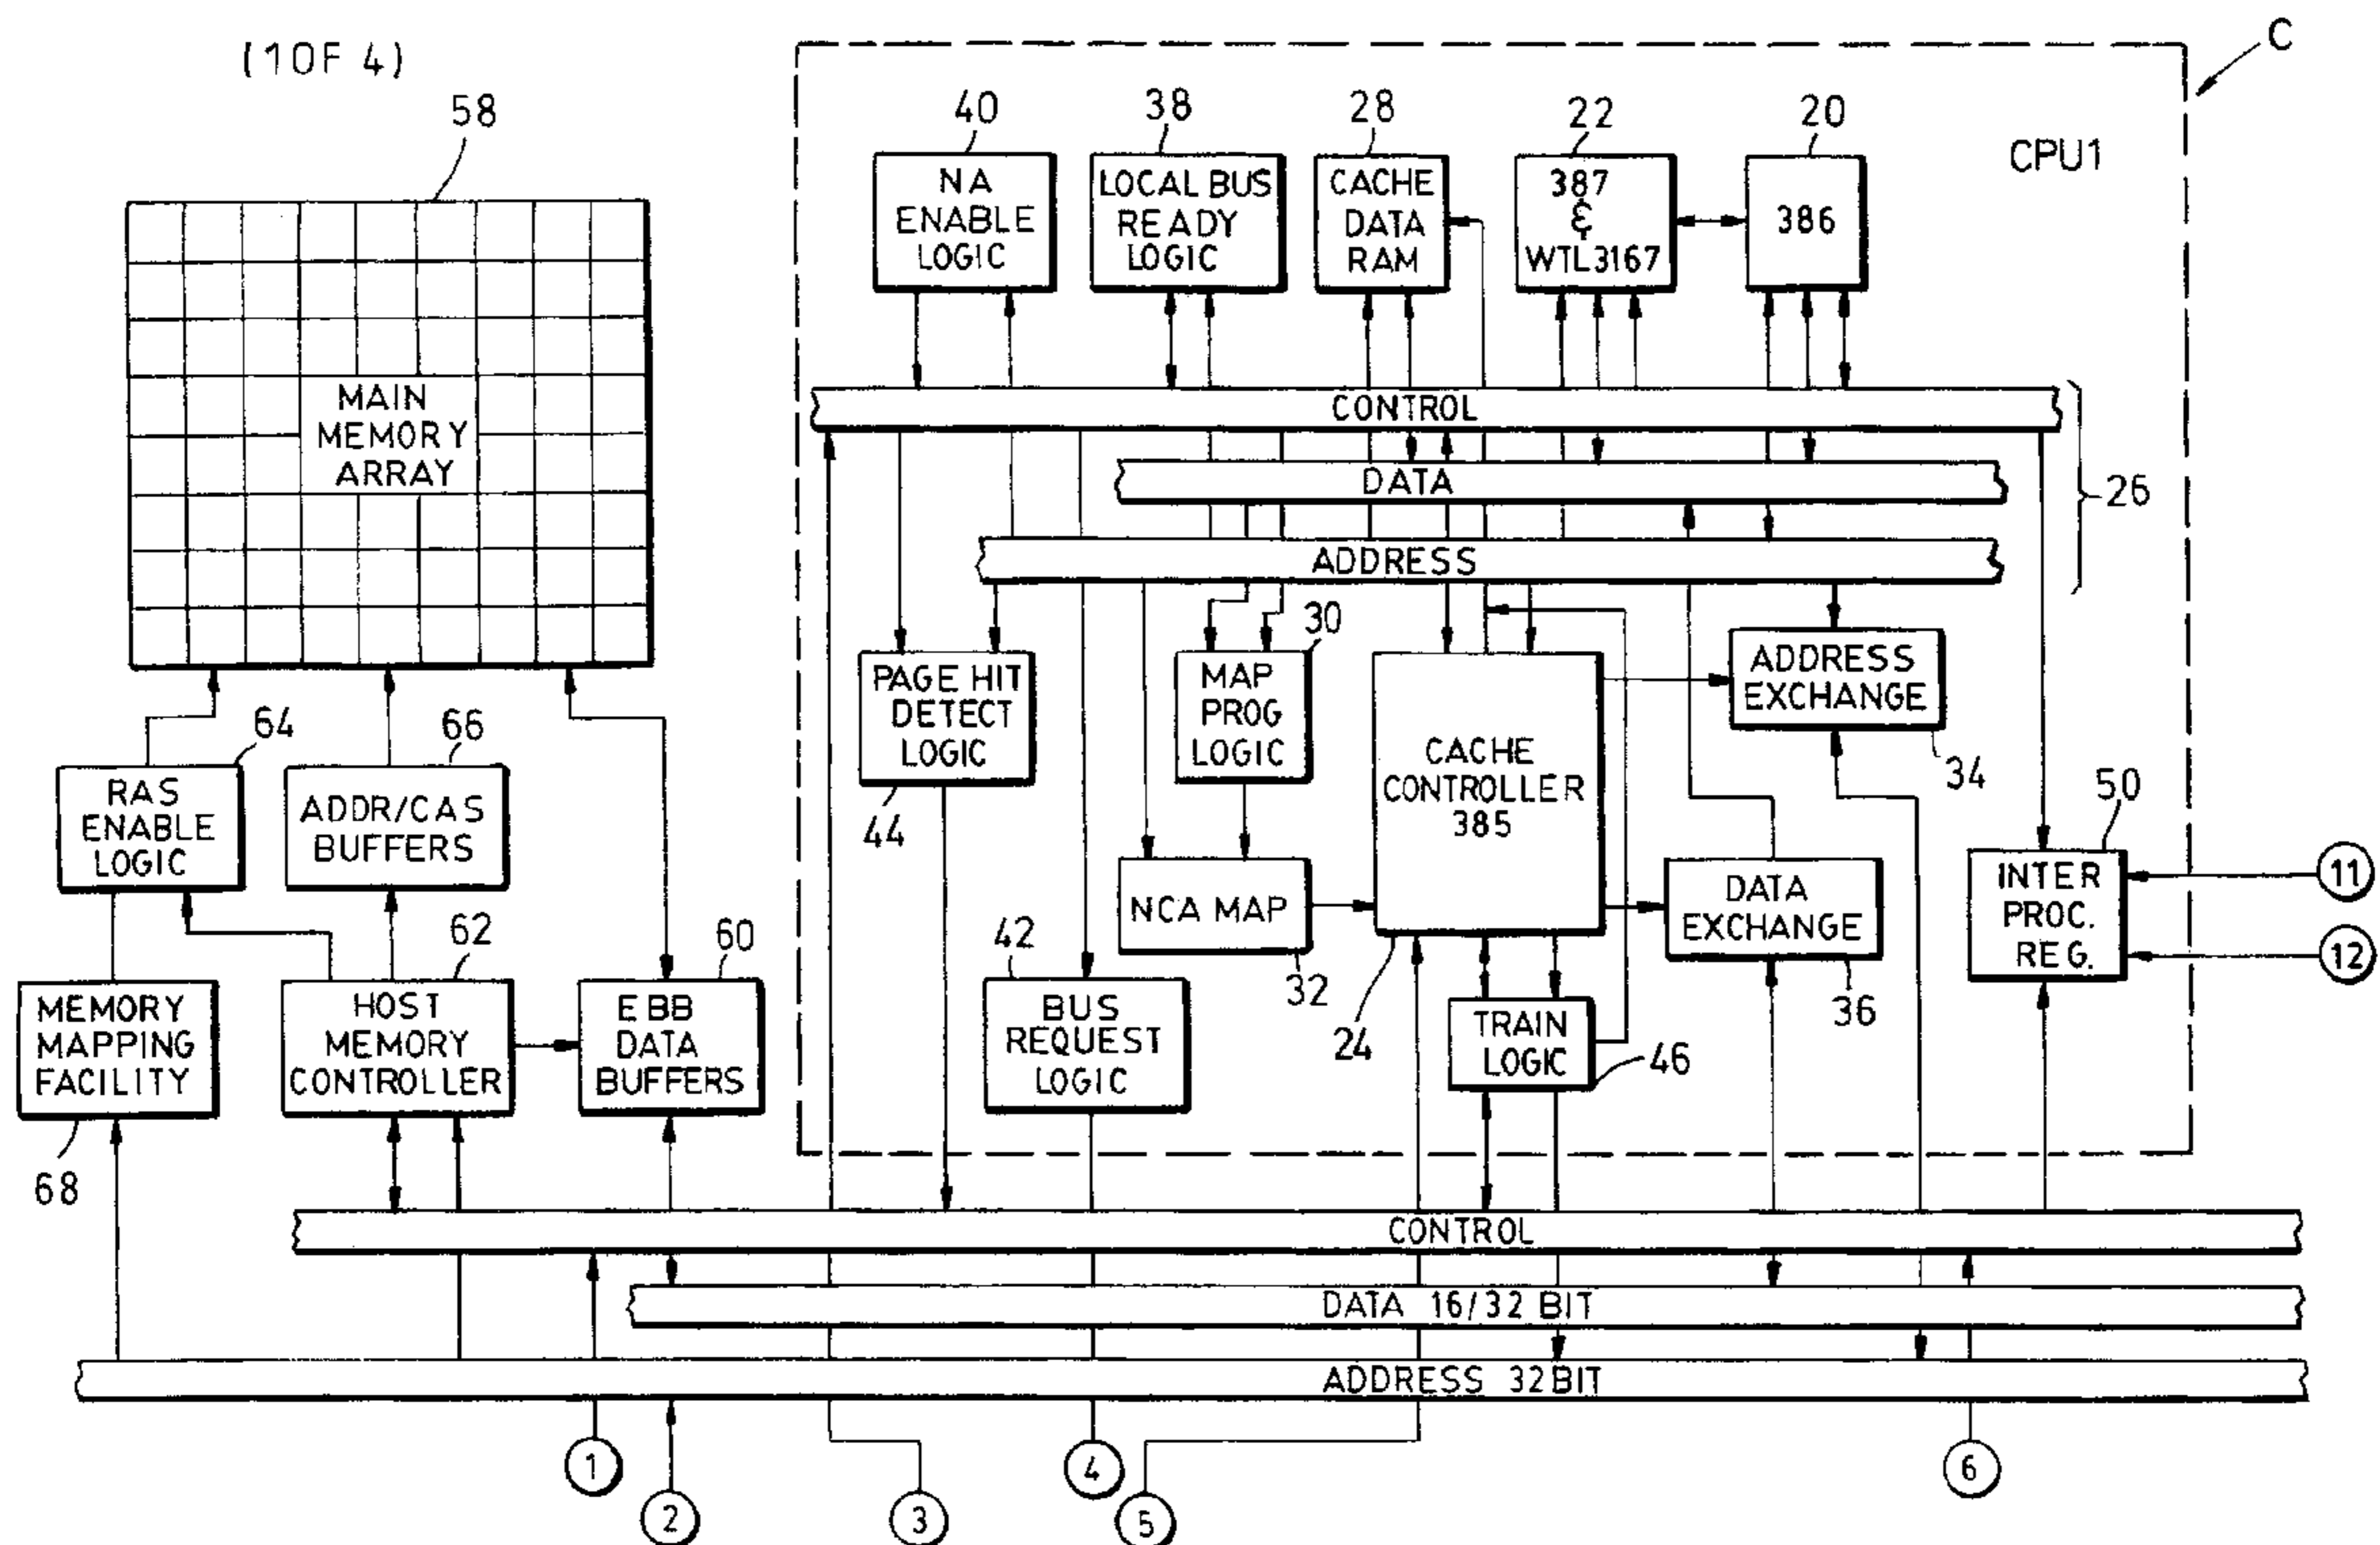 (1 OF 4)
C
58
40
38
28
22
20
CPU1
NA
ENABLE
LOGIC
LOCAL BUS
READY
LOGIC
CACHE
DATA
RAM
387
&
WTL3167
386
MAIN
MEMORY
ARRAY
CONTROL
DATA
26
ADDRESS
30
PAGE HIT
DETECT
LOGIC
MAP
PROG
LOGIC
ADDRESS
EXCHANGE
34
64
66
44
CACHE
CONTROLLER
385
50
RAS
ENABLE
LOGIC
ADDR/CAS
BUFFERS
NCA MAP
DATA
EXCHANGE
INTER
PROC.
REG.
11
12
62
60
42
32
24
36
MEMORY
MAPPING
FACILITY
HOST
MEMORY
CONTROLLER
EBB
DATA
BUFFERS
BUS
REQUEST
LOGIC
TRAIN
LOGIC
46
68
CONTROL
DATA 16/32 BIT
ADDRESS 32BIT
1
2
3
4
5
6